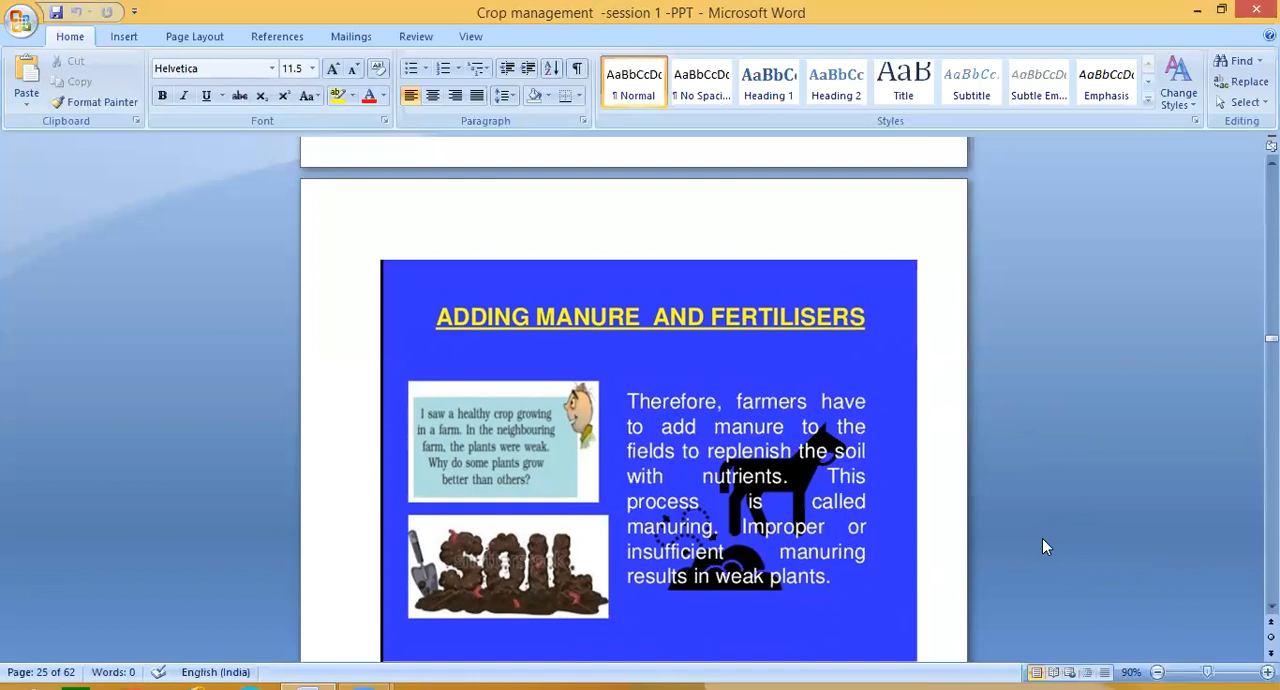 Crop management -session 1 -PPT - Microsoft Word
Home Insert Page Layout References Mailings Review View
Paste
Cut
Copy
Format Painter
Clipboard
Helvetica 11.5
Font
Paragraph
AaBbCcDc AaBbCcDc AaBbC AaBbCc AaB AaBbCc. AaBbCcDc AaBbCcDc
¶ Normal ¶ No Spaci... Heading 1 Heading 2 Title Subtitle Subtle Em... Emphasis
Change Styles
Styles
Find
Replace
Select
Editing
ADDING MANURE AND FERTILISERS
I saw a healthy crop growing
in a farm. In the neighbouring
farm, the plants were weak.
Why do some plants grow
better than others?
SOIL
Therefore, farmers have
to add manure to the
fields to replenish the soil
with nutrients. This
process is called
manuring. Improper or
insufficient manuring
results in weak plants.
Page: 25 of 62 Words: 0 English (India) 90%